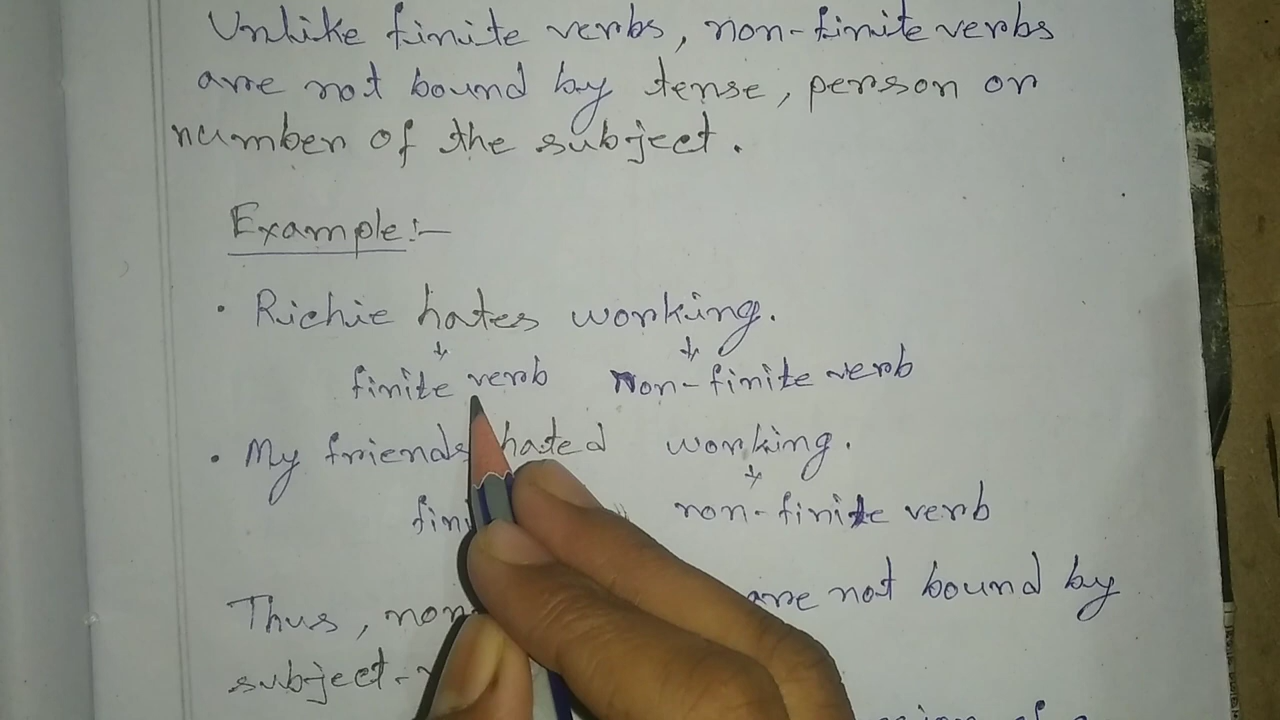 Unlike finite verbs, non-finite verbs
are not bound by tense, person or
number of the subject.
Example:-
• Richie hates working.
finite verb non-finite verb
• My friends hated working.
non-finite verb
Thus, are not bound by
subject-
of a